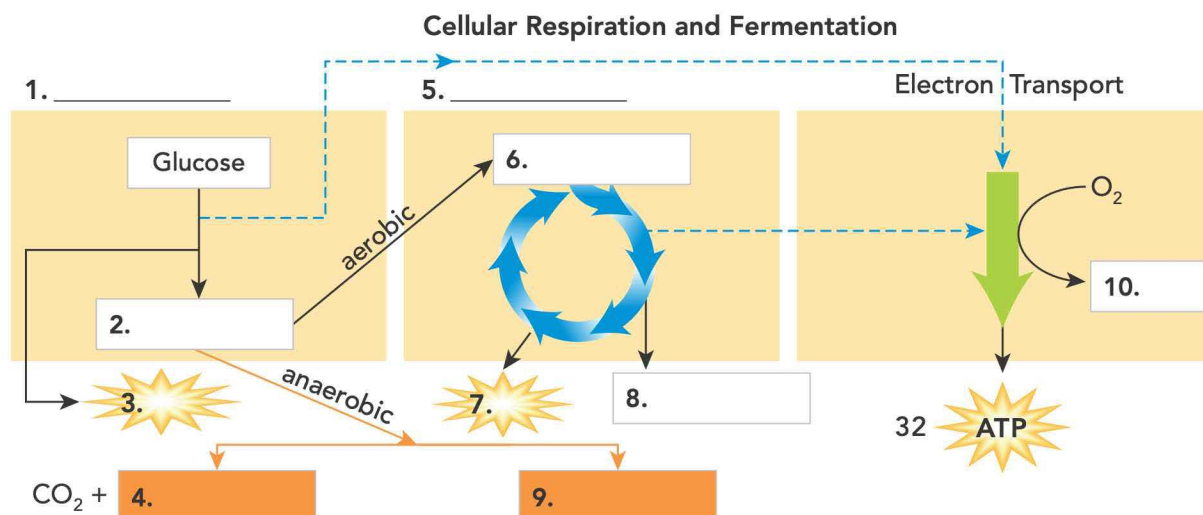 Cellular Respiration and Fermentation
1. ____________
5. ____________
Electron Transport
Glucose
6.
O₂
aerobic
10.
2.
anaerobic
3.
7.
8.
32 ATP
CO₂ + 4.
9.